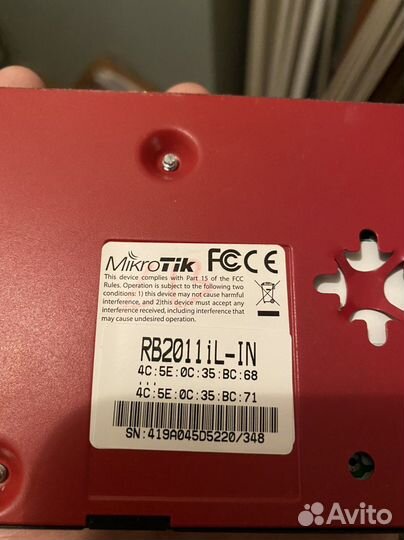 MikroTik FC CE
This device complies with Part 15 of the FCC
Rules. Operation is subject to the following two
conditions: 1) this device may not cause harmful
interference, and 2)this device must accept any
interference received, including interference that
may cause undesired operation.
RB2011iL-IN
4C:5E:0C:35:BC:68
...
4C:5E:0C:35:BC:71
SN:419A045D5220/348
Avito